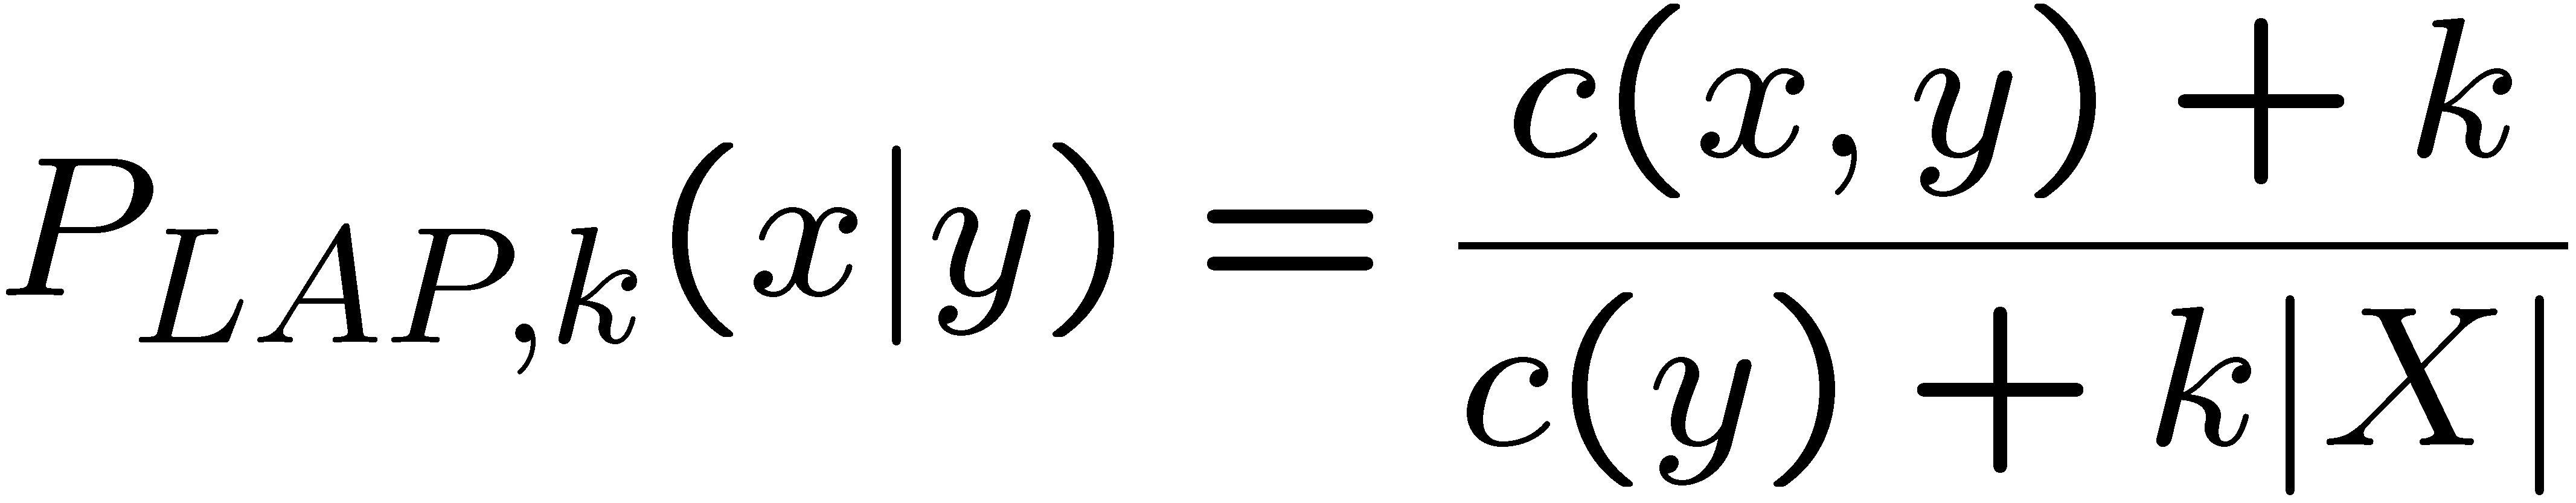 P_{LAP,k}(x|y) = \frac{c(x, y) + k}{c(y) + k|X|}